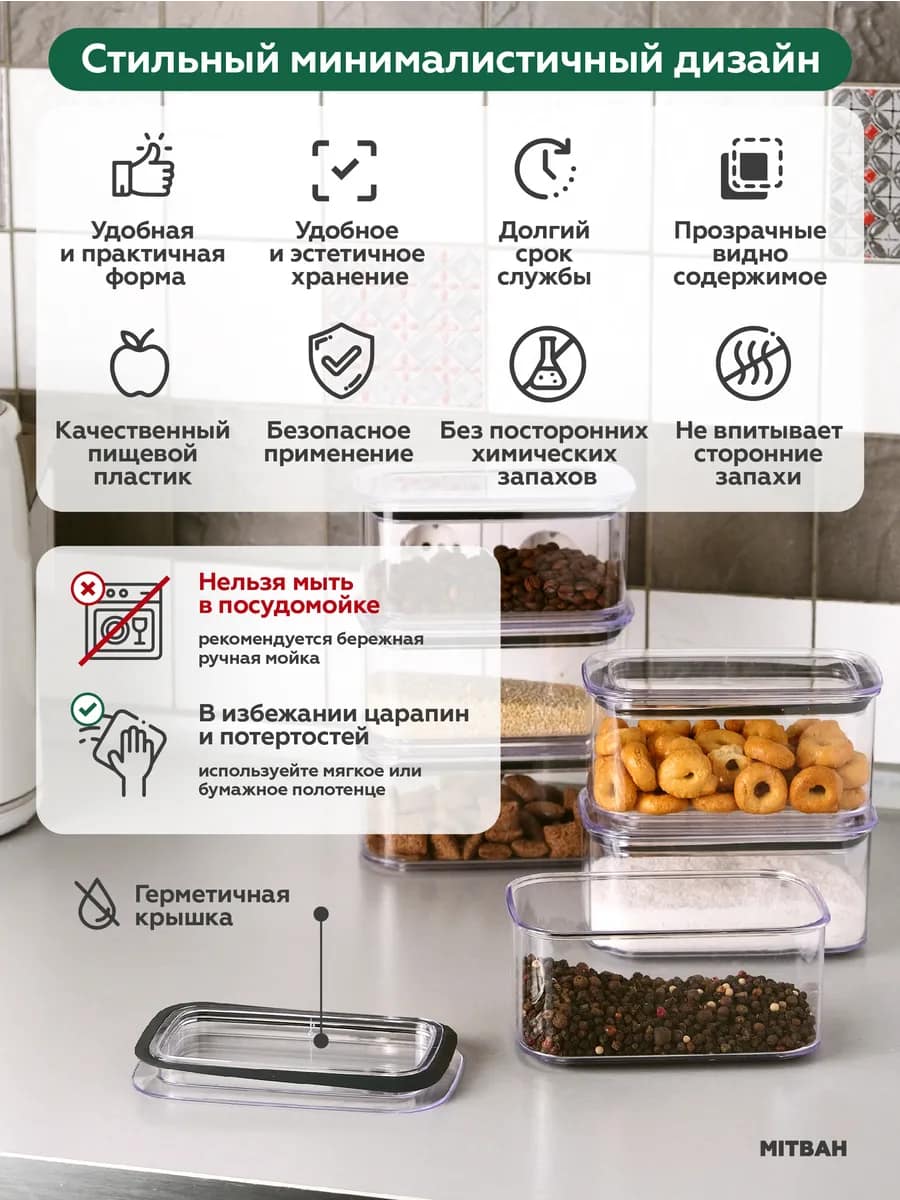 Стильный минималистичный дизайн
Удобная
и практичная
форма
Удобное
и эстетичное
хранение
Долгий
срок
службы
Прозрачные
видно
содержимое
Качественный
пищевой
пластик
Безопасное
применение
Без посторонних
химических
запахов
Не впитывает
сторонние
запахи
Нельзя мыть
в посудомойке
рекомендуется бережная
ручная мойка
В избежании царапин
и потертостей
используйте мягкое или
бумажное полотенце
Герметичная
крышка
MITBAH